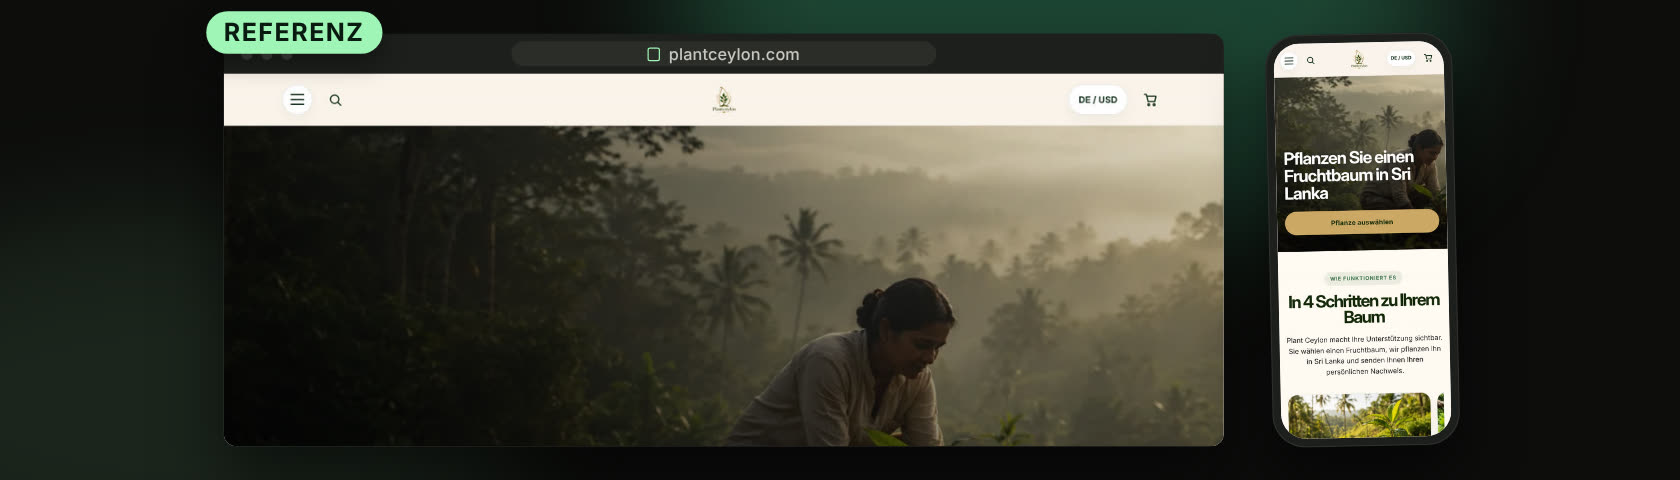 REFERENZ
plantceylon.com
DE / USD
DE / USD
Pflanzen Sie einen
Fruchtbaum in Sri
Lanka
Pflanze auswählen
WIE FUNKTIONIERT ES
In 4 Schritten zu Ihrem
Baum
Plant Ceylon macht Ihre Unterstützung sichtbar.
Sie wählen einen Fruchtbaum, wir pflanzen ihn
in Sri Lanka und senden Ihnen Ihren
persönlichen Nachweis.